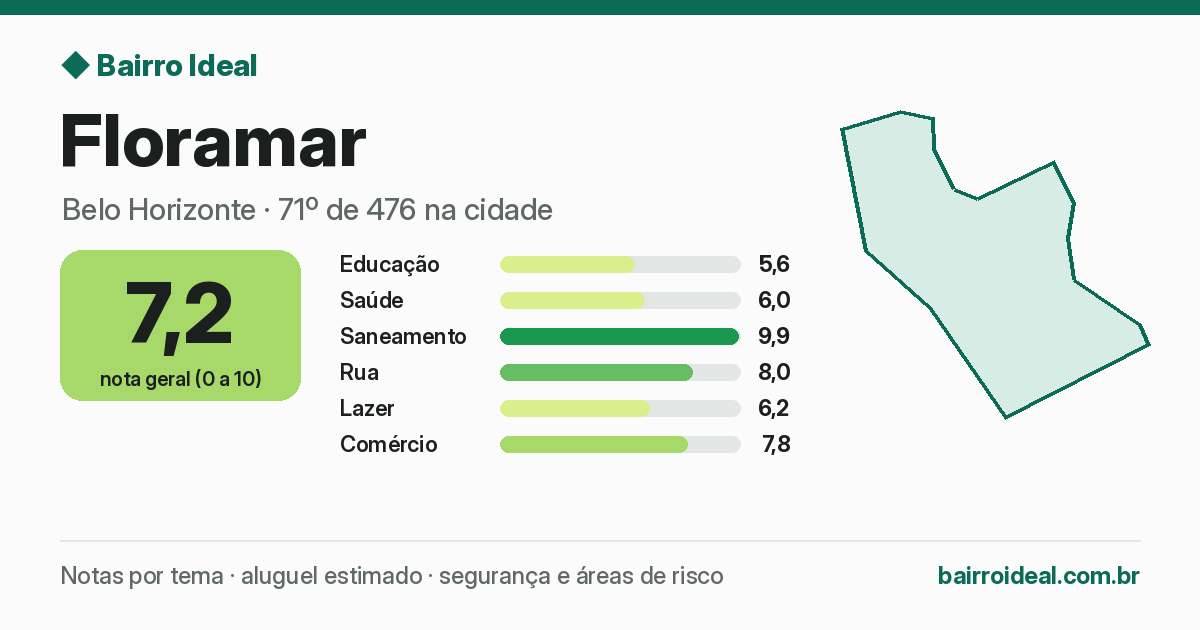 Bairro Ideal
Floramar
Belo Horizonte · 71º de 476 na cidade
7,2
nota geral (0 a 10)
Educação 5,6
Saúde 6,0
Saneamento 9,9
Rua 8,0
Lazer 6,2
Comércio 7,8
Notas por tema · aluguel estimado · segurança e áreas de risco
bairroideal.com.br